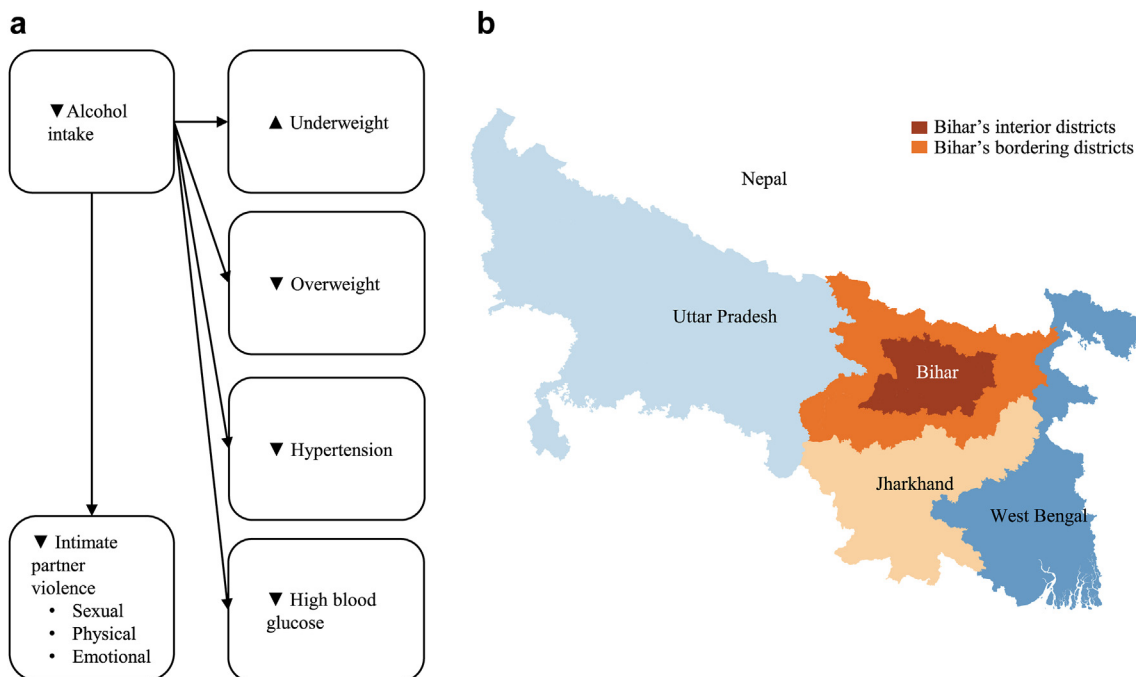 a
▼Alcohol
intake
▲ Underweight
▼ Overweight
▼ Hypertension
▼ Intimate
partner
violence
• Sexual
• Physical
• Emotional
▼ High blood
glucose
b
Bihar's interior districts
Bihar's bordering districts
Nepal
Uttar Pradesh
Bihar
Jharkhand
West Bengal